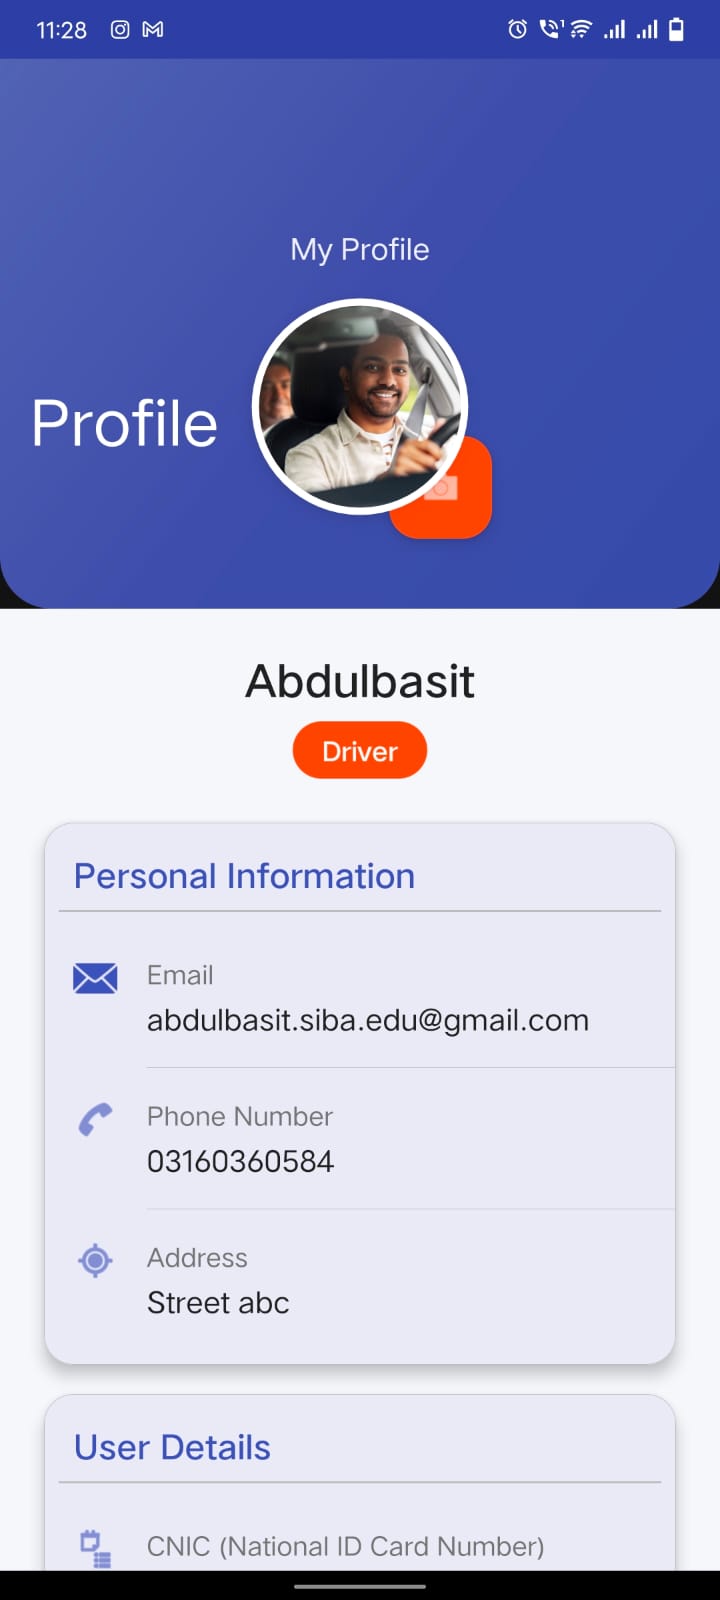 11:28
My Profile
Profile
Abdulbasit
Driver
Personal Information
Email
abdulbasit.siba.edu@gmail.com
Phone Number
03160360584
Address
Street abc
User Details
CNIC (National ID Card Number)